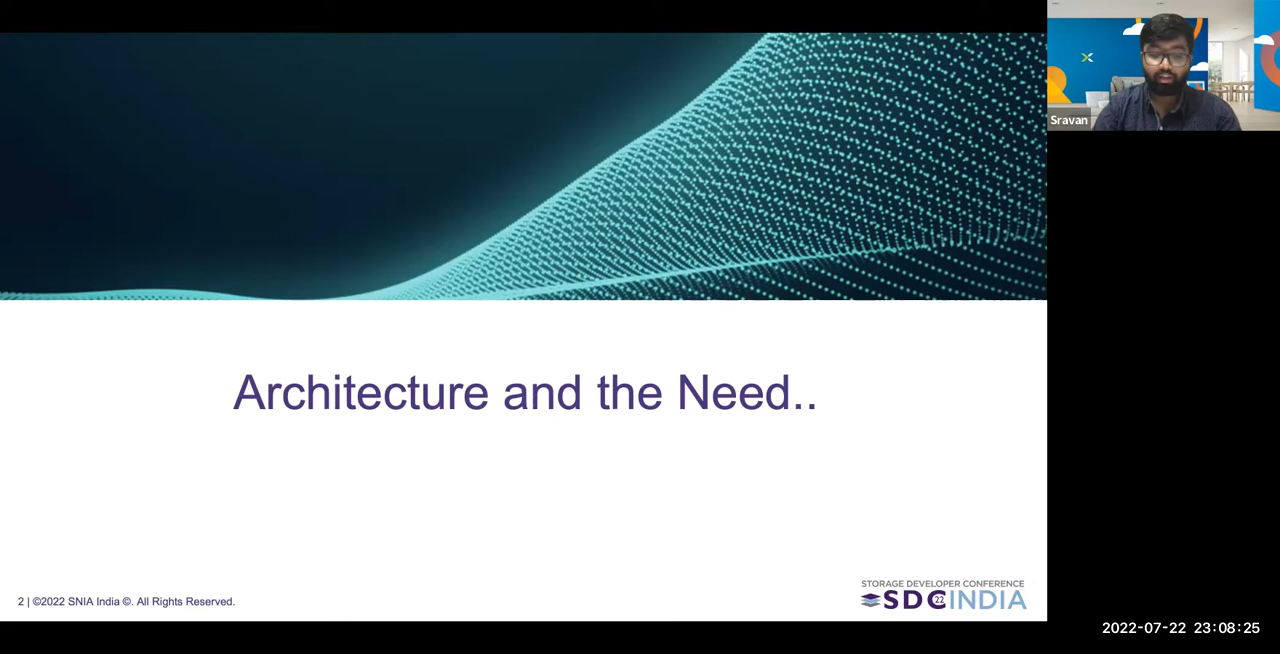 Sravan
Architecture and the Need..
2 | ©2022 SNIA India ©. All Rights Reserved.
STORAGE DEVELOPER CONFERENCE
SDC22 INDIA
2022-07-22 23:08:25